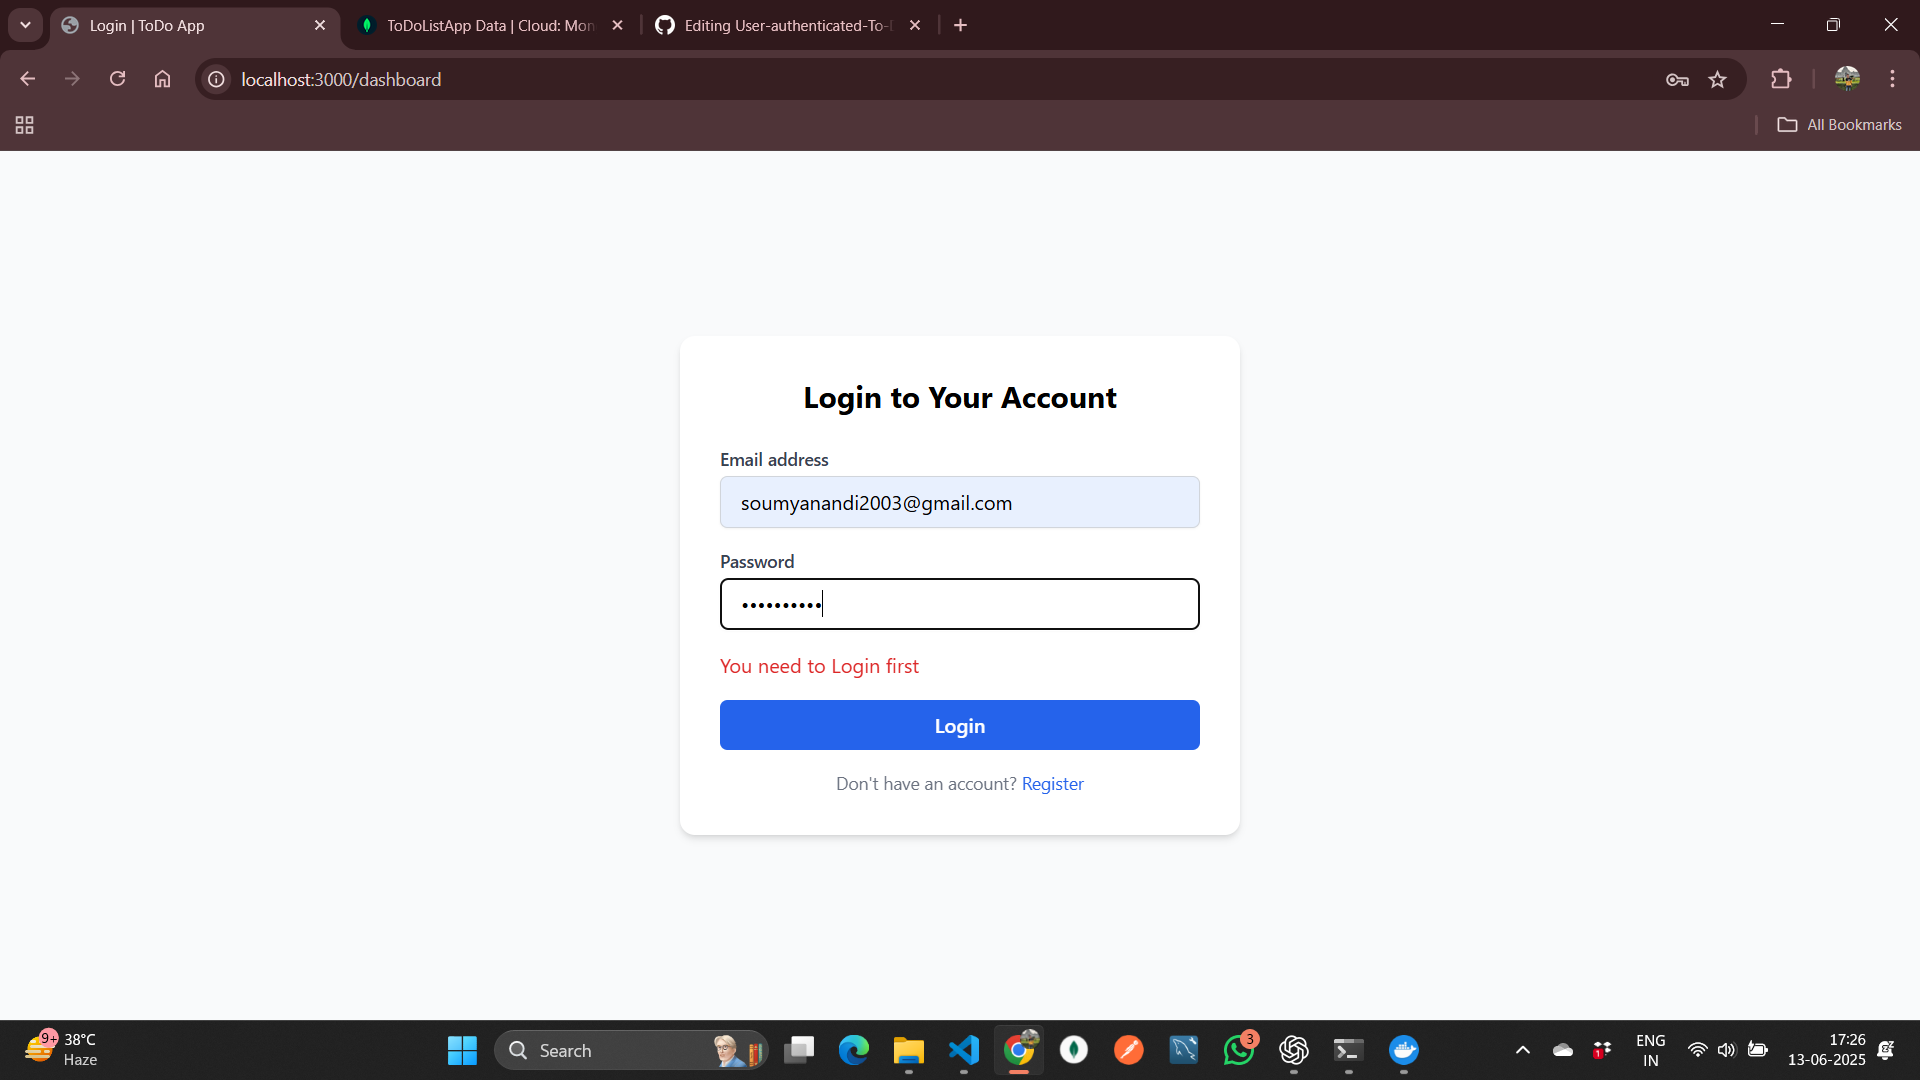 Login | ToDo App
ToDoListApp Data | Cloud: Mon
Editing User-authenticated-To-
localhost:3000/dashboard
All Bookmarks
Login to Your Account
Email address
soumyanandi2003@gmail.com
Password
••••••••••
You need to Login first
Login
Don't have an account? Register
9+
38°C
Haze
Search
3
1
ENG
IN
17:26
13-06-2025